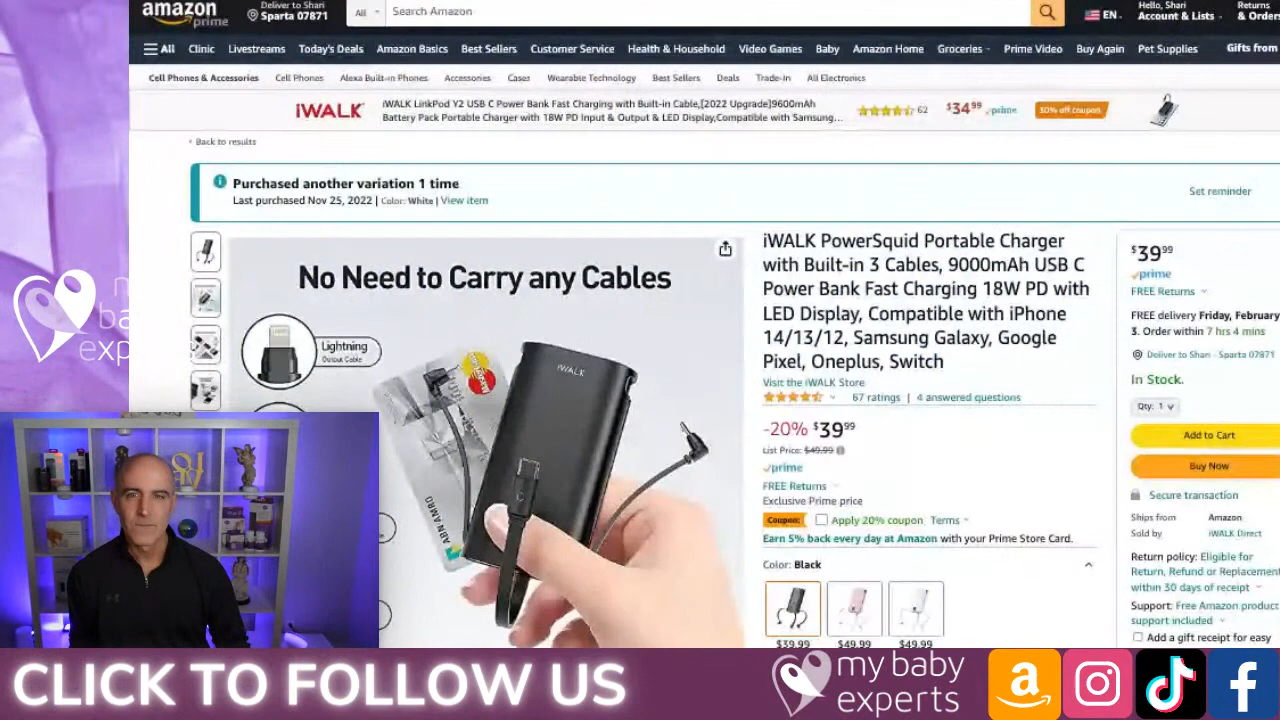 amazon
prime
Deliver to Shari
Sparta 07871
All
Search Amazon
EN
Hello, Shari
Account & Lists
Returns
& Orders
All
Clinic
Livestreams
Today's Deals
Amazon Basics
Best Sellers
Customer Service
Health & Household
Video Games
Baby
Amazon Home
Groceries
Prime Video
Buy Again
Pet Supplies
Gifts from
Cell Phones & Accessories
Cell Phones
Alexa Built-in Phones
Accessories
Cases
Wearable Technology
Best Sellers
Deals
Trade-In
All Electronics
iWALK
iWALK LinkPod Y2 USB C Power Bank Fast Charging with Built-in Cable,[2022 Upgrade]9600mAh
Battery Pack Portable Charger with 18W PD Input & Output & LED Display,Compatible with Samsung...
62
$34.99
prime
30% off coupon
‹ Back to results
Purchased another variation 1 time
Last purchased Nov 25, 2022 | Color: White | View item
Set reminder
No Need to Carry any Cables
Lightning
Output Cable
iWALK
ABN AMRO
iWALK PowerSquid Portable Charger
with Built-in 3 Cables, 9000mAh USB C
Power Bank Fast Charging 18W PD with
LED Display, Compatible with iPhone
14/13/12, Samsung Galaxy, Google
Pixel, Oneplus, Switch
Visit the iWALK Store
67 ratings | 4 answered questions
-20% $39.99
List Price: $49.99
prime
FREE Returns
Exclusive Prime price
Coupon: Apply 20% coupon Terms
Earn 5% back every day at Amazon with your Prime Store Card.
Color: Black
$39.99
$49.99
$49.99
$39.99
prime
FREE Returns
FREE delivery Friday, February
3. Order within 7 hrs 4 mins
Deliver to Shari - Sparta 07871
In Stock.
Qty: 1
Add to Cart
Buy Now
Secure transaction
Ships from Amazon
Sold by iWALK Direct
Return policy: Eligible for
Return, Refund or Replacement
within 30 days of receipt
Support: Free Amazon product
support included
Add a gift receipt for easy
CLICK TO FOLLOW US
my baby
experts
a